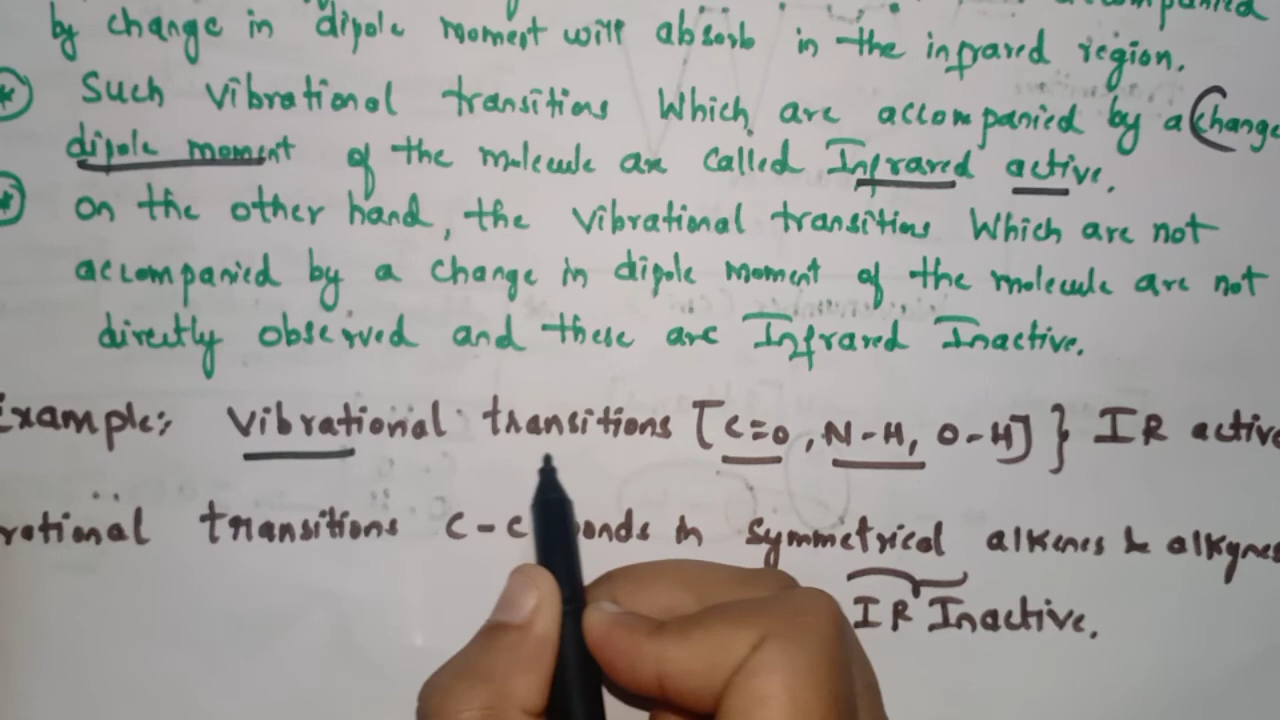 by change in dipole moment will absorb in the infrared region.
Such vibrational transitions Which are accompanied by a change
dipole moment of the molecule are called Infrared active.
on the other hand, the vibrational transitions Which are not
accompanied by a change in dipole moment of the molecule are not
directly observed and these are Infrared Inactive.
Example: vibrational transitions [C=O, N-H, O-H] } IR active
rational transitions C-C bonds in symmetrical alkenes & alkynes
IR Inactive.